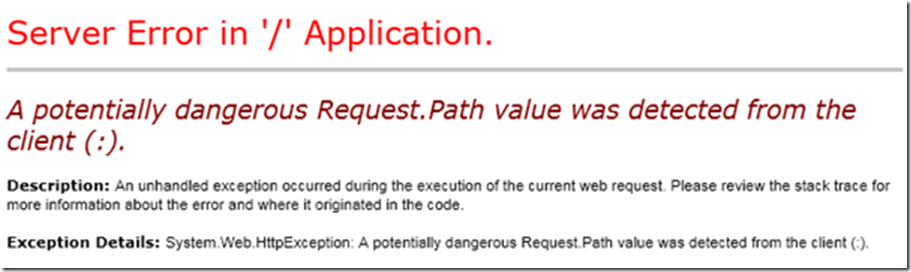 Server Error in '/' Application.
A potentially dangerous Request.Path value was detected from the
client (:).
Description: An unhandled exception occurred during the execution of the current web request. Please review the stack trace for
more information about the error and where it originated in the code.
Exception Details: System.Web.HttpException: A potentially dangerous Request.Path value was detected from the client (:).